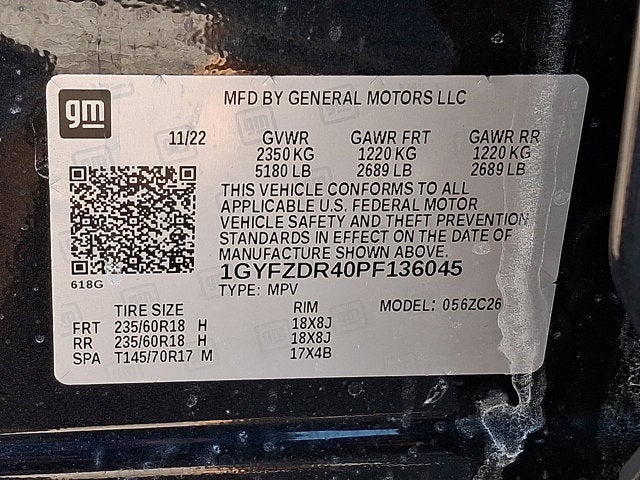 gm
MFD BY GENERAL MOTORS LLC
11/22 GVWR GAWR FRT GAWR RR
2350 KG 1220 KG 1220 KG
5180 LB 2689 LB 2689 LB
THIS VEHICLE CONFORMS TO ALL
APPLICABLE U.S. FEDERAL MOTOR
VEHICLE SAFETY AND THEFT PREVENTION
STANDARDS IN EFFECT ON THE DATE OF
MANUFACTURE SHOWN ABOVE.
1GYFZDR40PF136045
618G
TYPE: MPV
TIRE SIZE RIM MODEL: 056ZC26
FRT 235/60R18 H 18X8J
RR 235/60R18 H 18X8J
SPA T145/70R17 M 17X4B